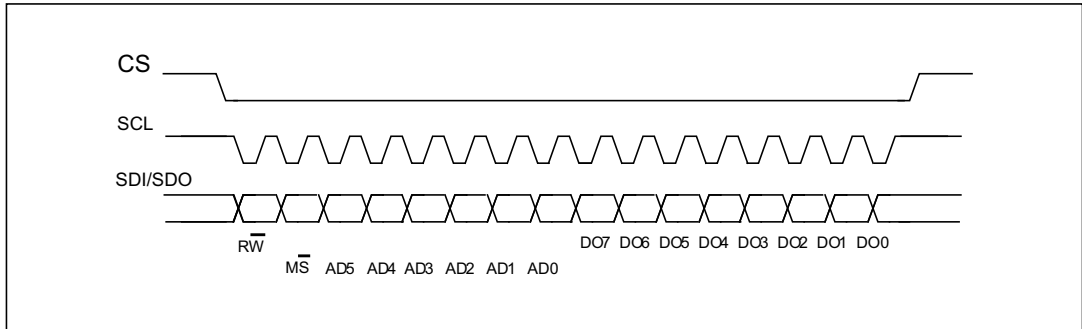 CS
SCL
SDI/SDO
RW̅ DO7 DO6 DO5 DO4 DO3 DO2 DO1 DO0
MS̅ AD5 AD4 AD3 AD2 AD1 AD0